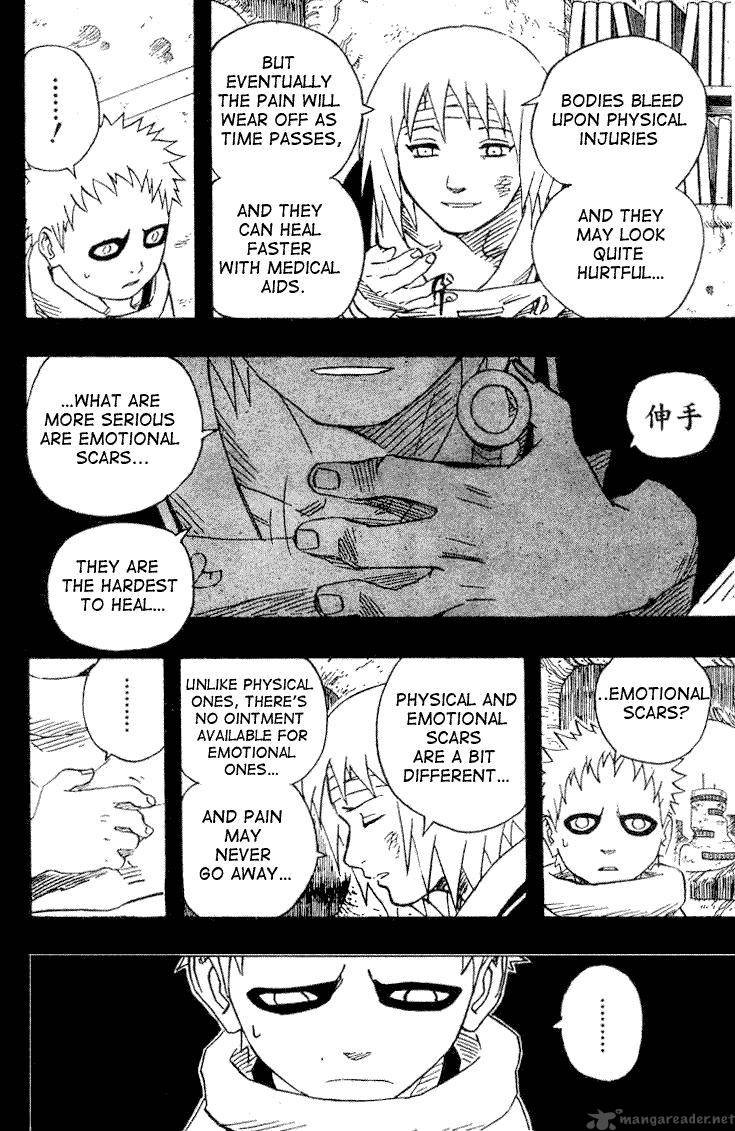 BODIES BLEED
UPON PHYSICAL
INJURIES
AND THEY
MAY LOOK
QUITE
HURTFUL...
BUT
EVENTUALLY
THE PAIN WILL
WEAR OFF AS
TIME PASSES,
AND THEY
CAN HEAL
FASTER
WITH MEDICAL
AIDS.
.......!
伸手
...WHAT ARE
MORE SERIOUS
ARE EMOTIONAL
SCARS...
THEY ARE
THE HARDEST
TO HEAL...
..EMOTIONAL
SCARS?
PHYSICAL AND
EMOTIONAL
SCARS
ARE A BIT
DIFFERENT...
UNLIKE PHYSICAL
ONES, THERE'S
NO OINTMENT
AVAILABLE FOR
EMOTIONAL
ONES...
AND PAIN
MAY
NEVER
GO AWAY...
........
........
mangareader.net